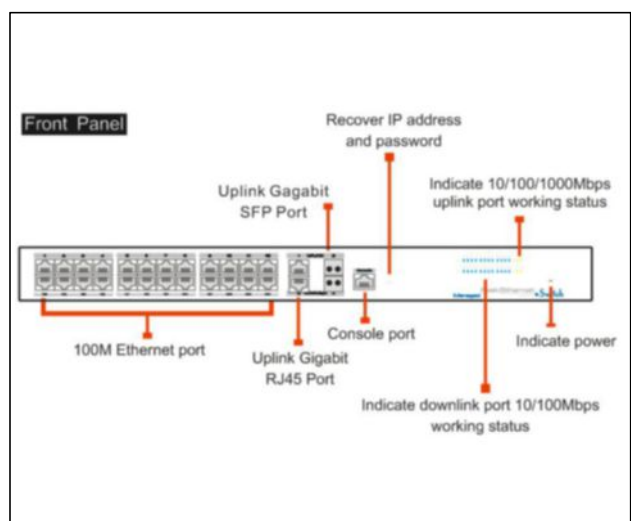 Front Panel
Recover IP address
and password
Uplink Gagabit
SFP Port
Indicate 10/100/1000Mbps
uplink port working status
100M Ethernet port
Uplink Gigabit
RJ45 Port
Console port
Indicate power
Indicate downlink port 10/100Mbps
working status